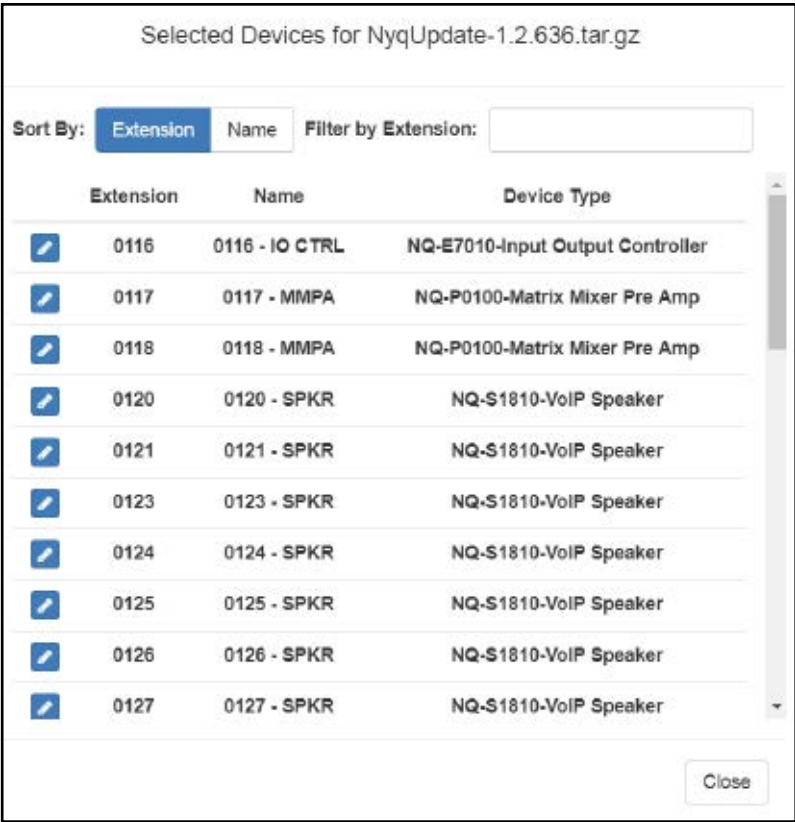 Selected Devices for NyqUpdate-1.2.636.tar.gz
Sort By: Extension Name Filter by Extension:
Extension Name Device Type
0116 0116 - IO CTRL NQ-E7010-Input Output Controller
0117 0117 - MMPA NQ-P0100-Matrix Mixer Pre Amp
0118 0118 - MMPA NQ-P0100-Matrix Mixer Pre Amp
0120 0120 - SPKR NQ-S1810-VoIP Speaker
0121 0121 - SPKR NQ-S1810-VoIP Speaker
0123 0123 - SPKR NQ-S1810-VoIP Speaker
0124 0124 - SPKR NQ-S1810-VoIP Speaker
0125 0125 - SPKR NQ-S1810-VoIP Speaker
0126 0126 - SPKR NQ-S1810-VoIP Speaker
0127 0127 - SPKR NQ-S1810-VoIP Speaker
Close